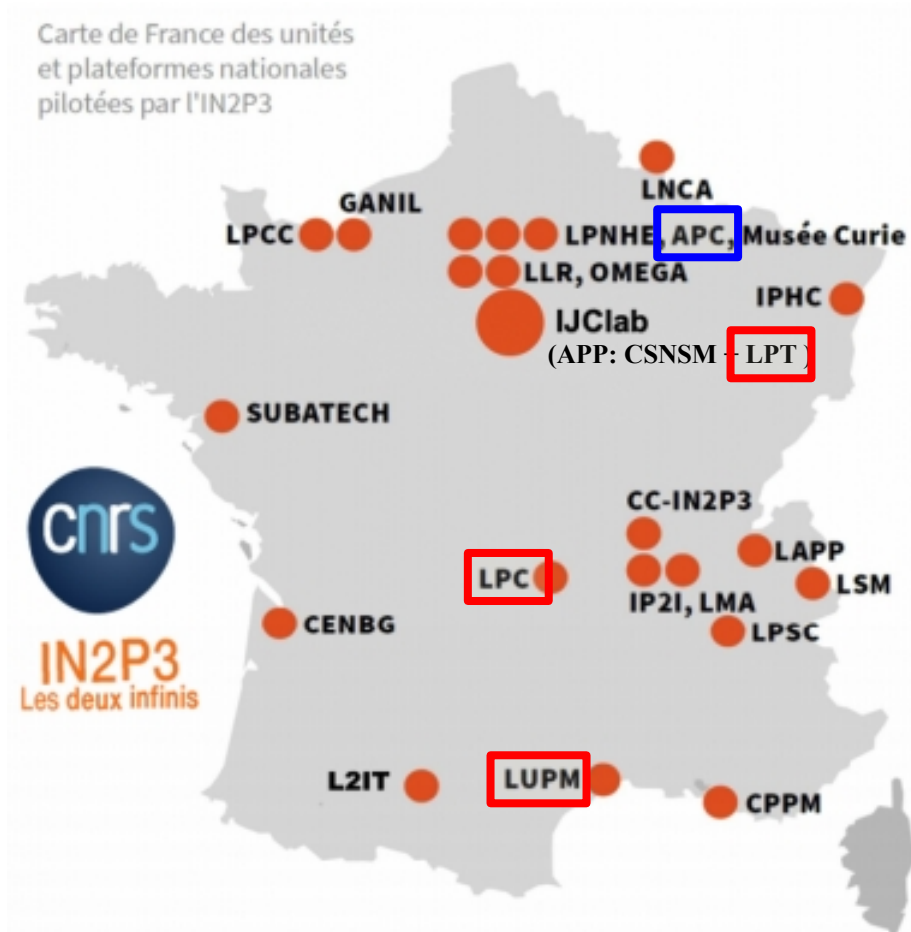 Carte de France des unités
et plateformes nationales
pilotées par l'IN2P3
LNCA
GANIL
LPCC
LPNHE, APC, Musée Curie
LLR, OMEGA
IPHC
IJClab
(APP: CSNSM + LPT )
SUBATECH
cnrs
IN2P3
Les deux infinis
CC-IN2P3
LAPP
LPC
LSM
IP2I, LMA
CENBG
LPSC
L2IT
LUPM
CPPM